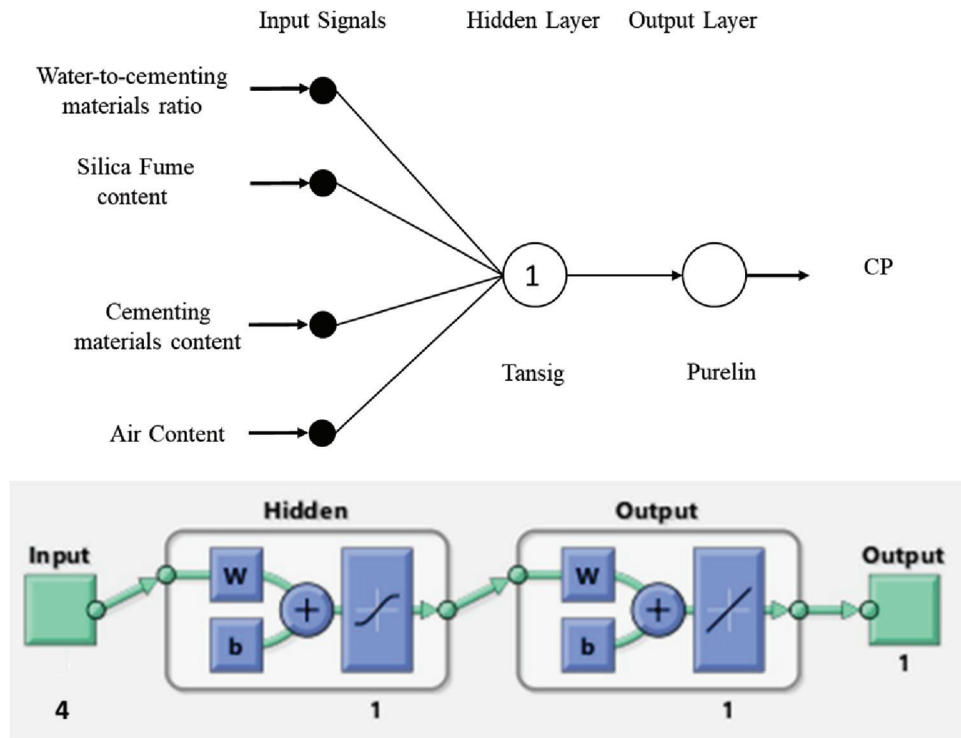 Input Signals Hidden Layer Output Layer
Water-to-cementing
materials ratio
Silica Fume
content
1
CP
Cementing
materials content
Tansig Purelin
Air Content
Hidden Output
Input Output
W W
b b
1
4 1 1